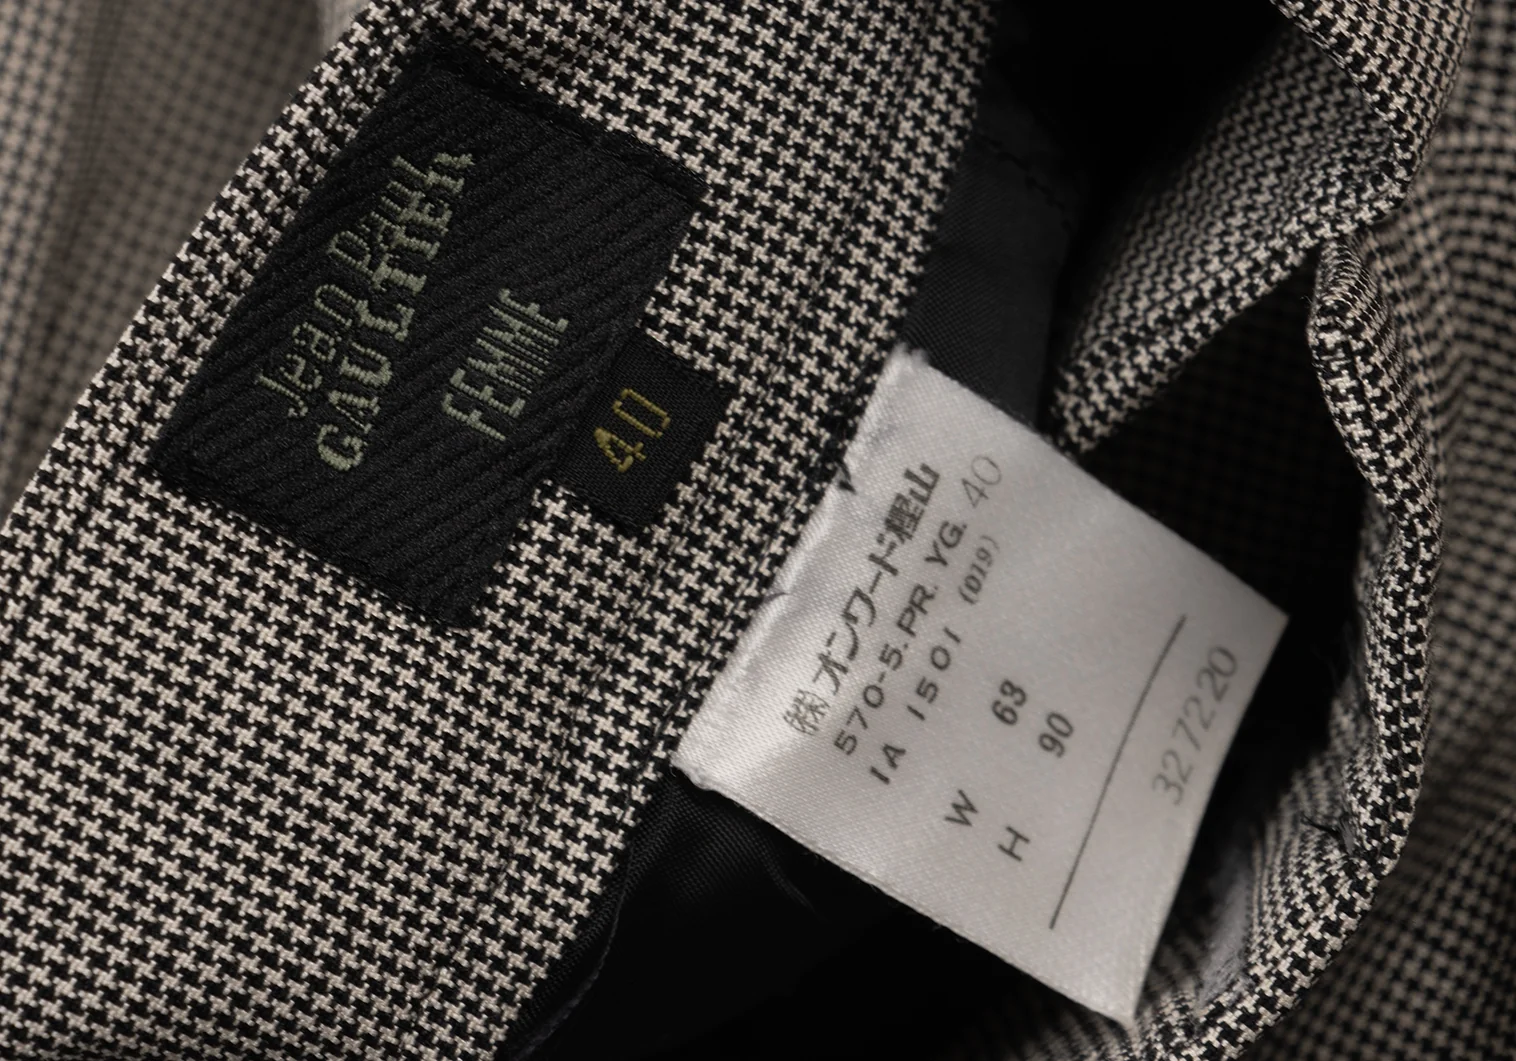 Jean Paul
GAULTIER
FEMME
40
㈱オンワード樫山
570-5.PR.YG. 40
IA 1501 (019)
W 63
H 90
327220